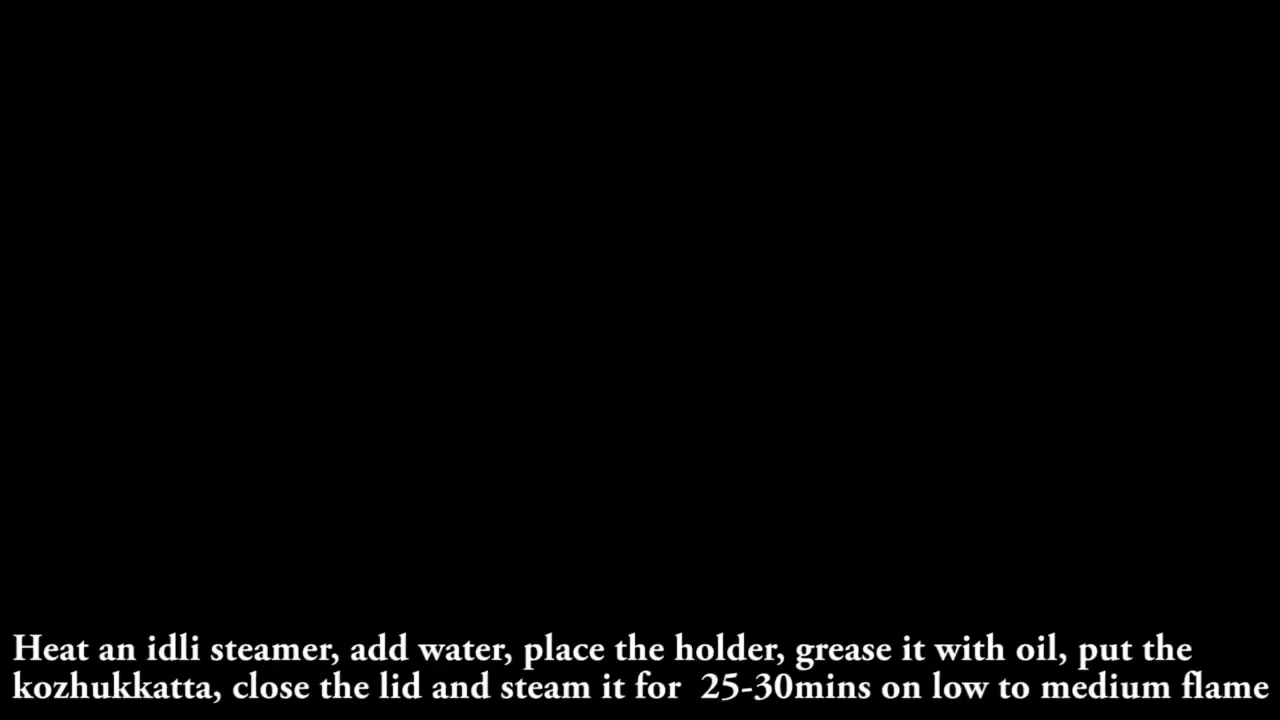 Heat an idli steamer, add water, place the holder, grease it with oil, put the
kozhukkatta, close the lid and steam it for  25-30mins on low to medium flame